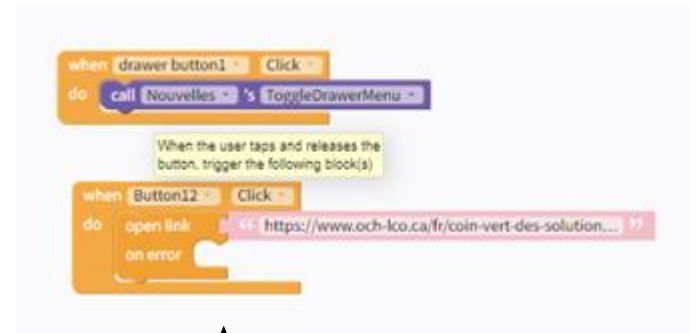 when drawer button1 Click
do call Nouvelles 's ToggleDrawerMenu
When the user taps and releases the
button, trigger the following block(s)
when Button12 Click
do open link “ https://www.och-lco.ca/fr/coin-vert-des-solution... ”
on error